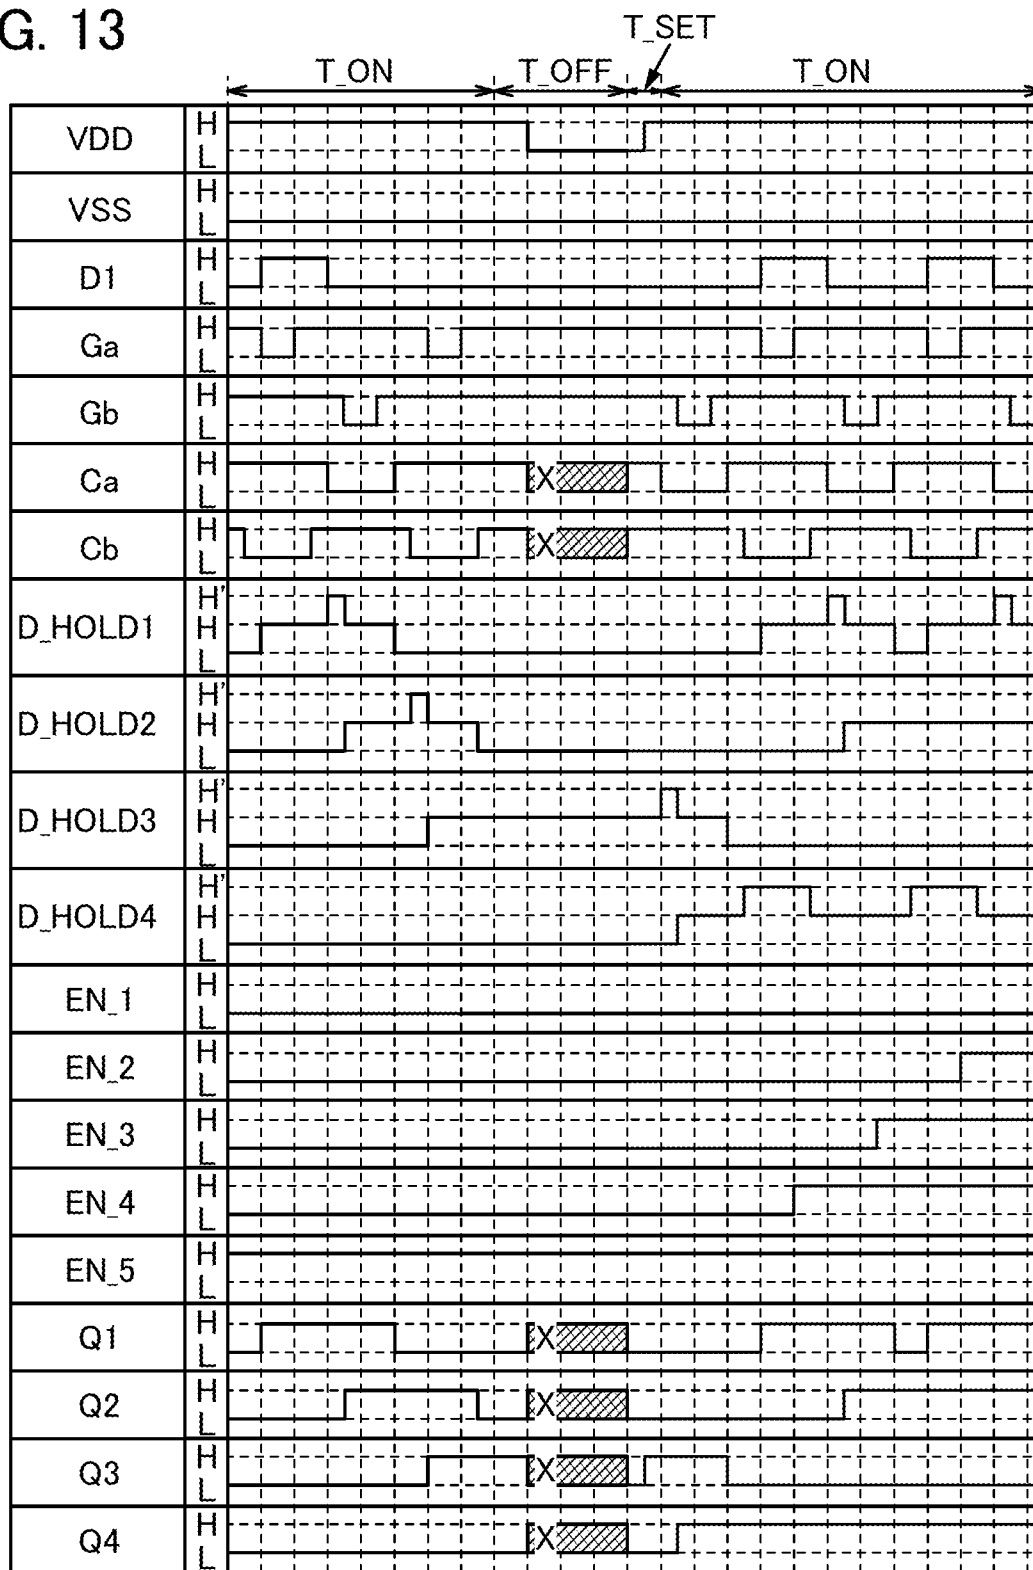 G. 13
T_SET
T_ON T_OFF T_ON
VDD H L
VSS H L
D1 H L
Ga H L
Gb H L
Ca H L X
Cb H L X
D_HOLD1 H' H L
D_HOLD2 H' H L
D_HOLD3 H' H L
D_HOLD4 H' H L
EN_1 H L
EN_2 H L
EN_3 H L
EN_4 H L
EN_5 H L
Q1 H L X
Q2 H L X
Q3 H L X
Q4 H L X